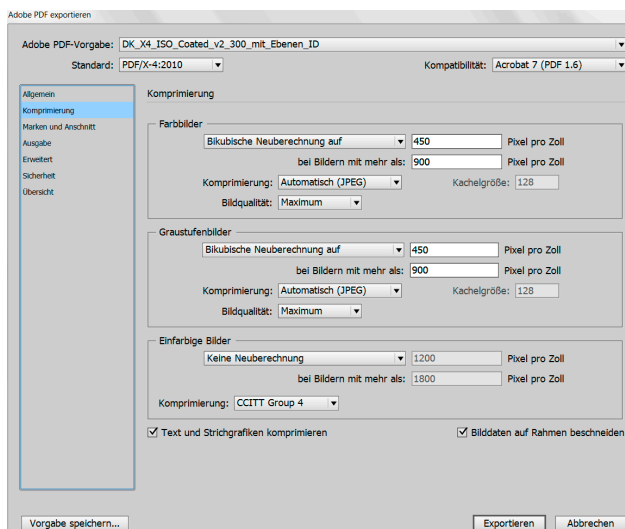 Adobe PDF exportieren
Adobe PDF-Vorgabe: DK_X4_ISO_Coated_v2_300_mit_Ebenen_ID
Standard: PDF/X-4:2010 Kompatibilität: Acrobat 7 (PDF 1.6)
Allgemein
Komprimierung
Marken und Anschnitt
Ausgabe
Erweitert
Sicherheit
Übersicht
Komprimierung
Farbbilder
Bikubische Neuberechnung auf 450 Pixel pro Zoll
bei Bildern mit mehr als: 900 Pixel pro Zoll
Komprimierung: Automatisch (JPEG) Kachelgröße: 128
Bildqualität: Maximum
Graustufenbilder
Bikubische Neuberechnung auf 450 Pixel pro Zoll
bei Bildern mit mehr als: 900 Pixel pro Zoll
Komprimierung: Automatisch (JPEG) Kachelgröße: 128
Bildqualität: Maximum
Einfarbige Bilder
Keine Neuberechnung 1200 Pixel pro Zoll
bei Bildern mit mehr als: 1800 Pixel pro Zoll
Komprimierung: CCITT Group 4
Text und Strichgrafiken komprimieren Bilddaten auf Rahmen beschneiden
Vorgabe speichern... Exportieren Abbrechen